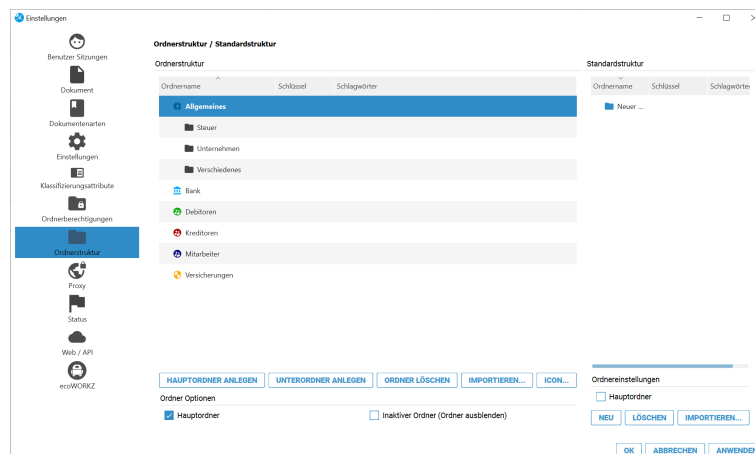 Einstellungen
Benutzer Sitzungen
Dokument
Dokumentenarten
Einstellungen
Klassifizierungsattribute
Ordnerberechtigungen
Ordnerstruktur
Proxy
Status
Web / API
ecoWORKZ
Ordnerstruktur / Standardstruktur
Ordnerstruktur
Ordnername Schlüssel Schlagwörter
Allgemeines
Steuer
Unternehmen
Verschiedenes
Bank
Debitoren
Kreditoren
Mitarbeiter
Versicherungen
HAUPTORDNER ANLEGEN UNTERORDNER ANLEGEN ORDNER LÖSCHEN IMPORTIEREN... ICON...
Ordner Optionen
Hauptordner Inaktiver Ordner (Ordner ausblenden)
Standardstruktur
Ordnername Schlüssel Schlagwörter
Neuer ...
Ordnereinstellungen
Hauptordner
NEU LÖSCHEN IMPORTIEREN...
OK ABBRECHEN ANWENDEN